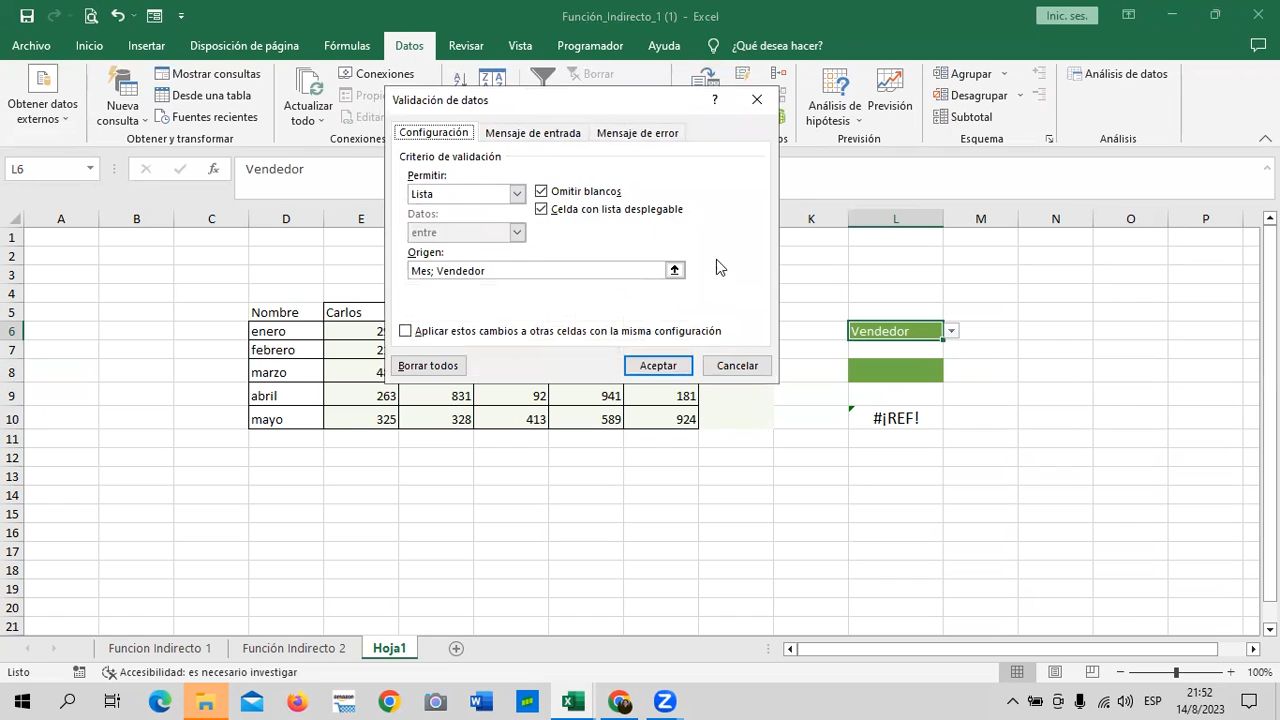 Función_Indirecto_1 (1) - Excel
Inic. ses.
Archivo Inicio Insertar Disposición de página Fórmulas Datos Revisar Vista Programador Ayuda ¿Qué desea hacer?
Obtener datos externos
Nueva consulta
Mostrar consultas
Desde una tabla
Fuentes recientes
Obtener y transformar
Actualizar todo
Conexiones
Conexiones
Borrar
Análisis de hipótesis
Previsión
Previsión
Agrupar
Desagrupar
Subtotal
Esquema
Análisis de datos
Análisis
Validación de datos ?
Configuración Mensaje de entrada Mensaje de error
Criterio de validación
Permitir:
Lista
Omitir blancos
Celda con lista desplegable
Datos:
entre
Origen:
Mes; Vendedor
Aplicar estos cambios a otras celdas con la misma configuración
Borrar todos Aceptar Cancelar
L6 fx Vendedor
A B C D E K L M N O P
1
2
3
4
5 Nombre Carlos
6 enero Vendedor
7 febrero
8 marzo
9 abril 263 831 92 941 181
10 mayo 325 328 413 589 924 #¡REF!
11
12
13
14
15
16
17
18
19
20
21
Funcion Indirecto 1 Función Indirecto 2 Hoja1
Listo Accesibilidad: es necesario investigar 100%
ESP
21:52
14/8/2023